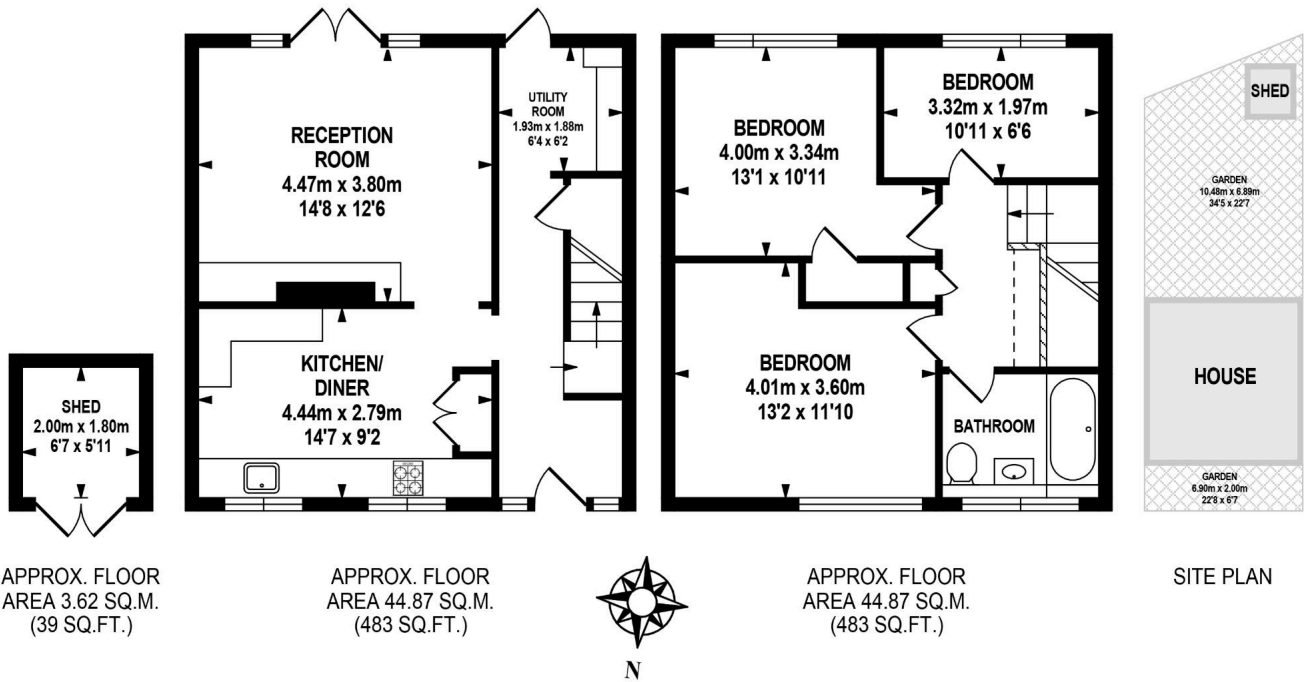 RECEPTION
ROOM
4.47m x 3.80m
14'8 x 12'6
UTILITY
ROOM
1.93m x 1.88m
6'4 x 6'2
KITCHEN/
DINER
4.44m x 2.79m
14'7 x 9'2
SHED
2.00m x 1.80m
6'7 x 5'11
BEDROOM
4.00m x 3.34m
13'1 x 10'11
BEDROOM
3.32m x 1.97m
10'11 x 6'6
BEDROOM
4.01m x 3.60m
13'2 x 11'10
BATHROOM
SHED
GARDEN
10.48m x 6.89m
34'5 x 22'7
HOUSE
GARDEN
6.90m x 2.00m
22'8 x 6'7
APPROX. FLOOR
AREA 3.62 SQ.M.
(39 SQ.FT.)
APPROX. FLOOR
AREA 44.87 SQ.M.
(483 SQ.FT.)
N
APPROX. FLOOR
AREA 44.87 SQ.M.
(483 SQ.FT.)
SITE PLAN